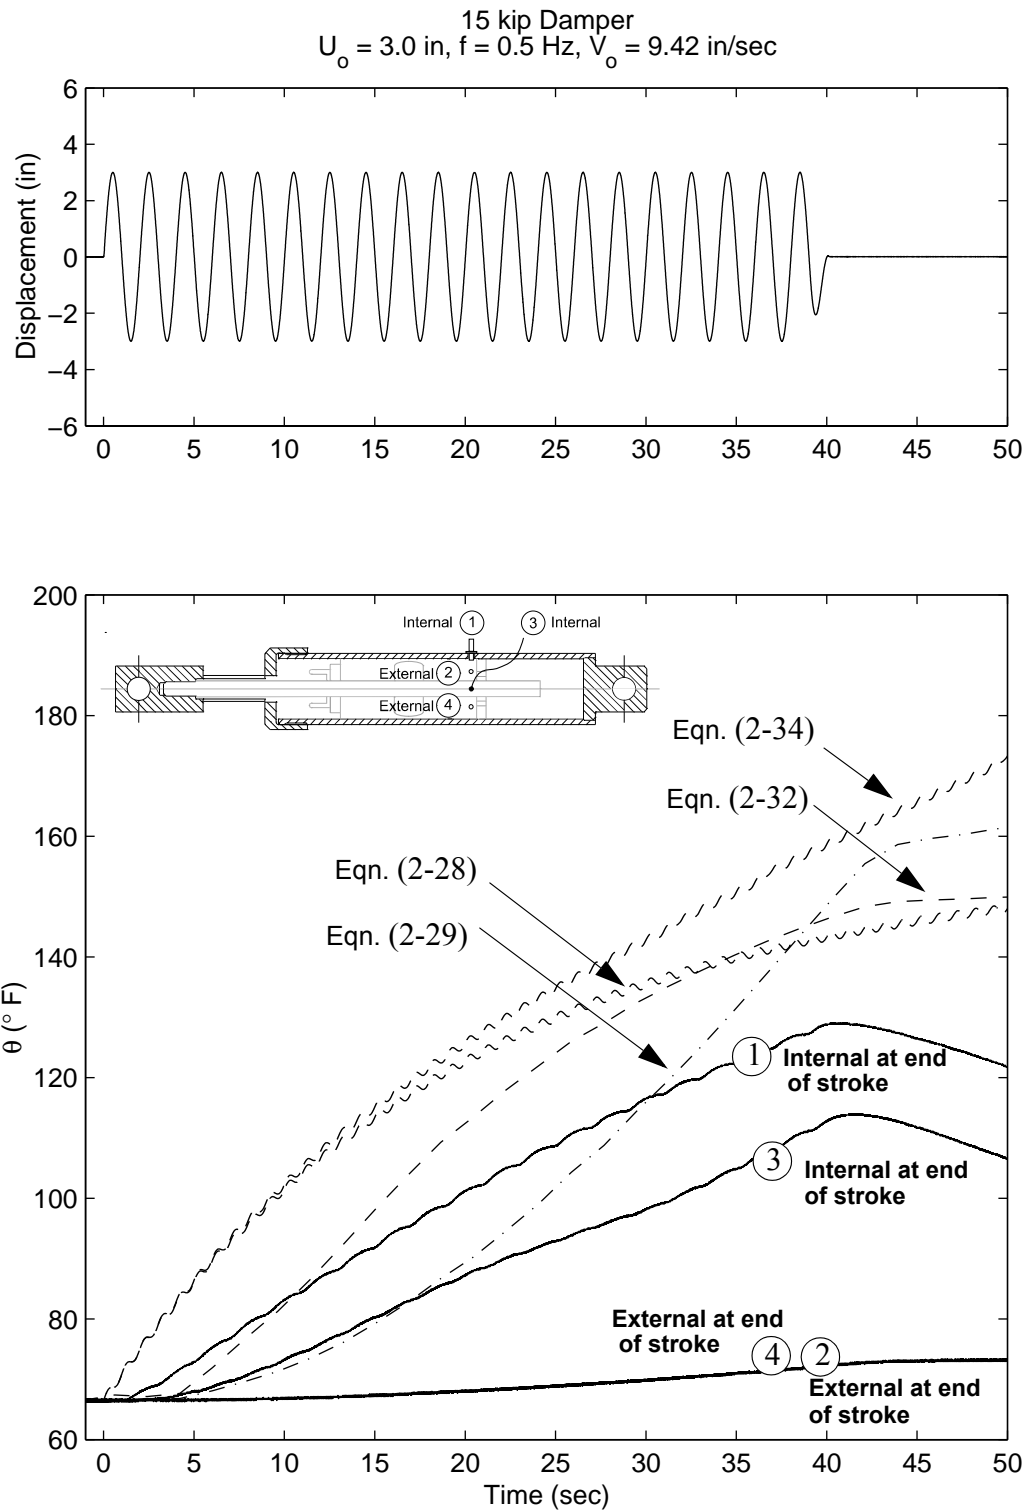 15 kip Damper
U_o = 3.0 in, f = 0.5 Hz, V_o = 9.42 in/sec
6
4
2
0
−2
−4
−6
Displacement (in)
0 5 10 15 20 25 30 35 40 45 50
200
180
160
140
120
100
80
60
θ (° F)
Internal 1 3 Internal
External 2
External 4
Eqn. (2-34)
Eqn. (2-32)
Eqn. (2-28)
Eqn. (2-29)
1 Internal at end
of stroke
3 Internal at end
of stroke
External at end
of stroke
4 2
External at end
of stroke
0 5 10 15 20 25 30 35 40 45 50
Time (sec)